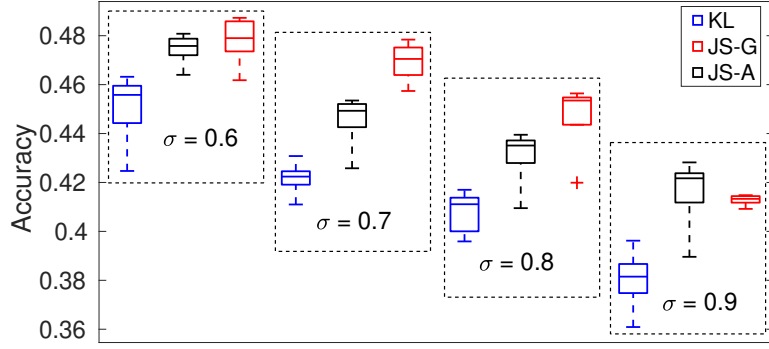 Accuracy
0.48
0.46
0.44
0.42
0.4
0.38
0.36
KL
JS-G
JS-A
σ = 0.6
σ = 0.7
σ = 0.8
σ = 0.9